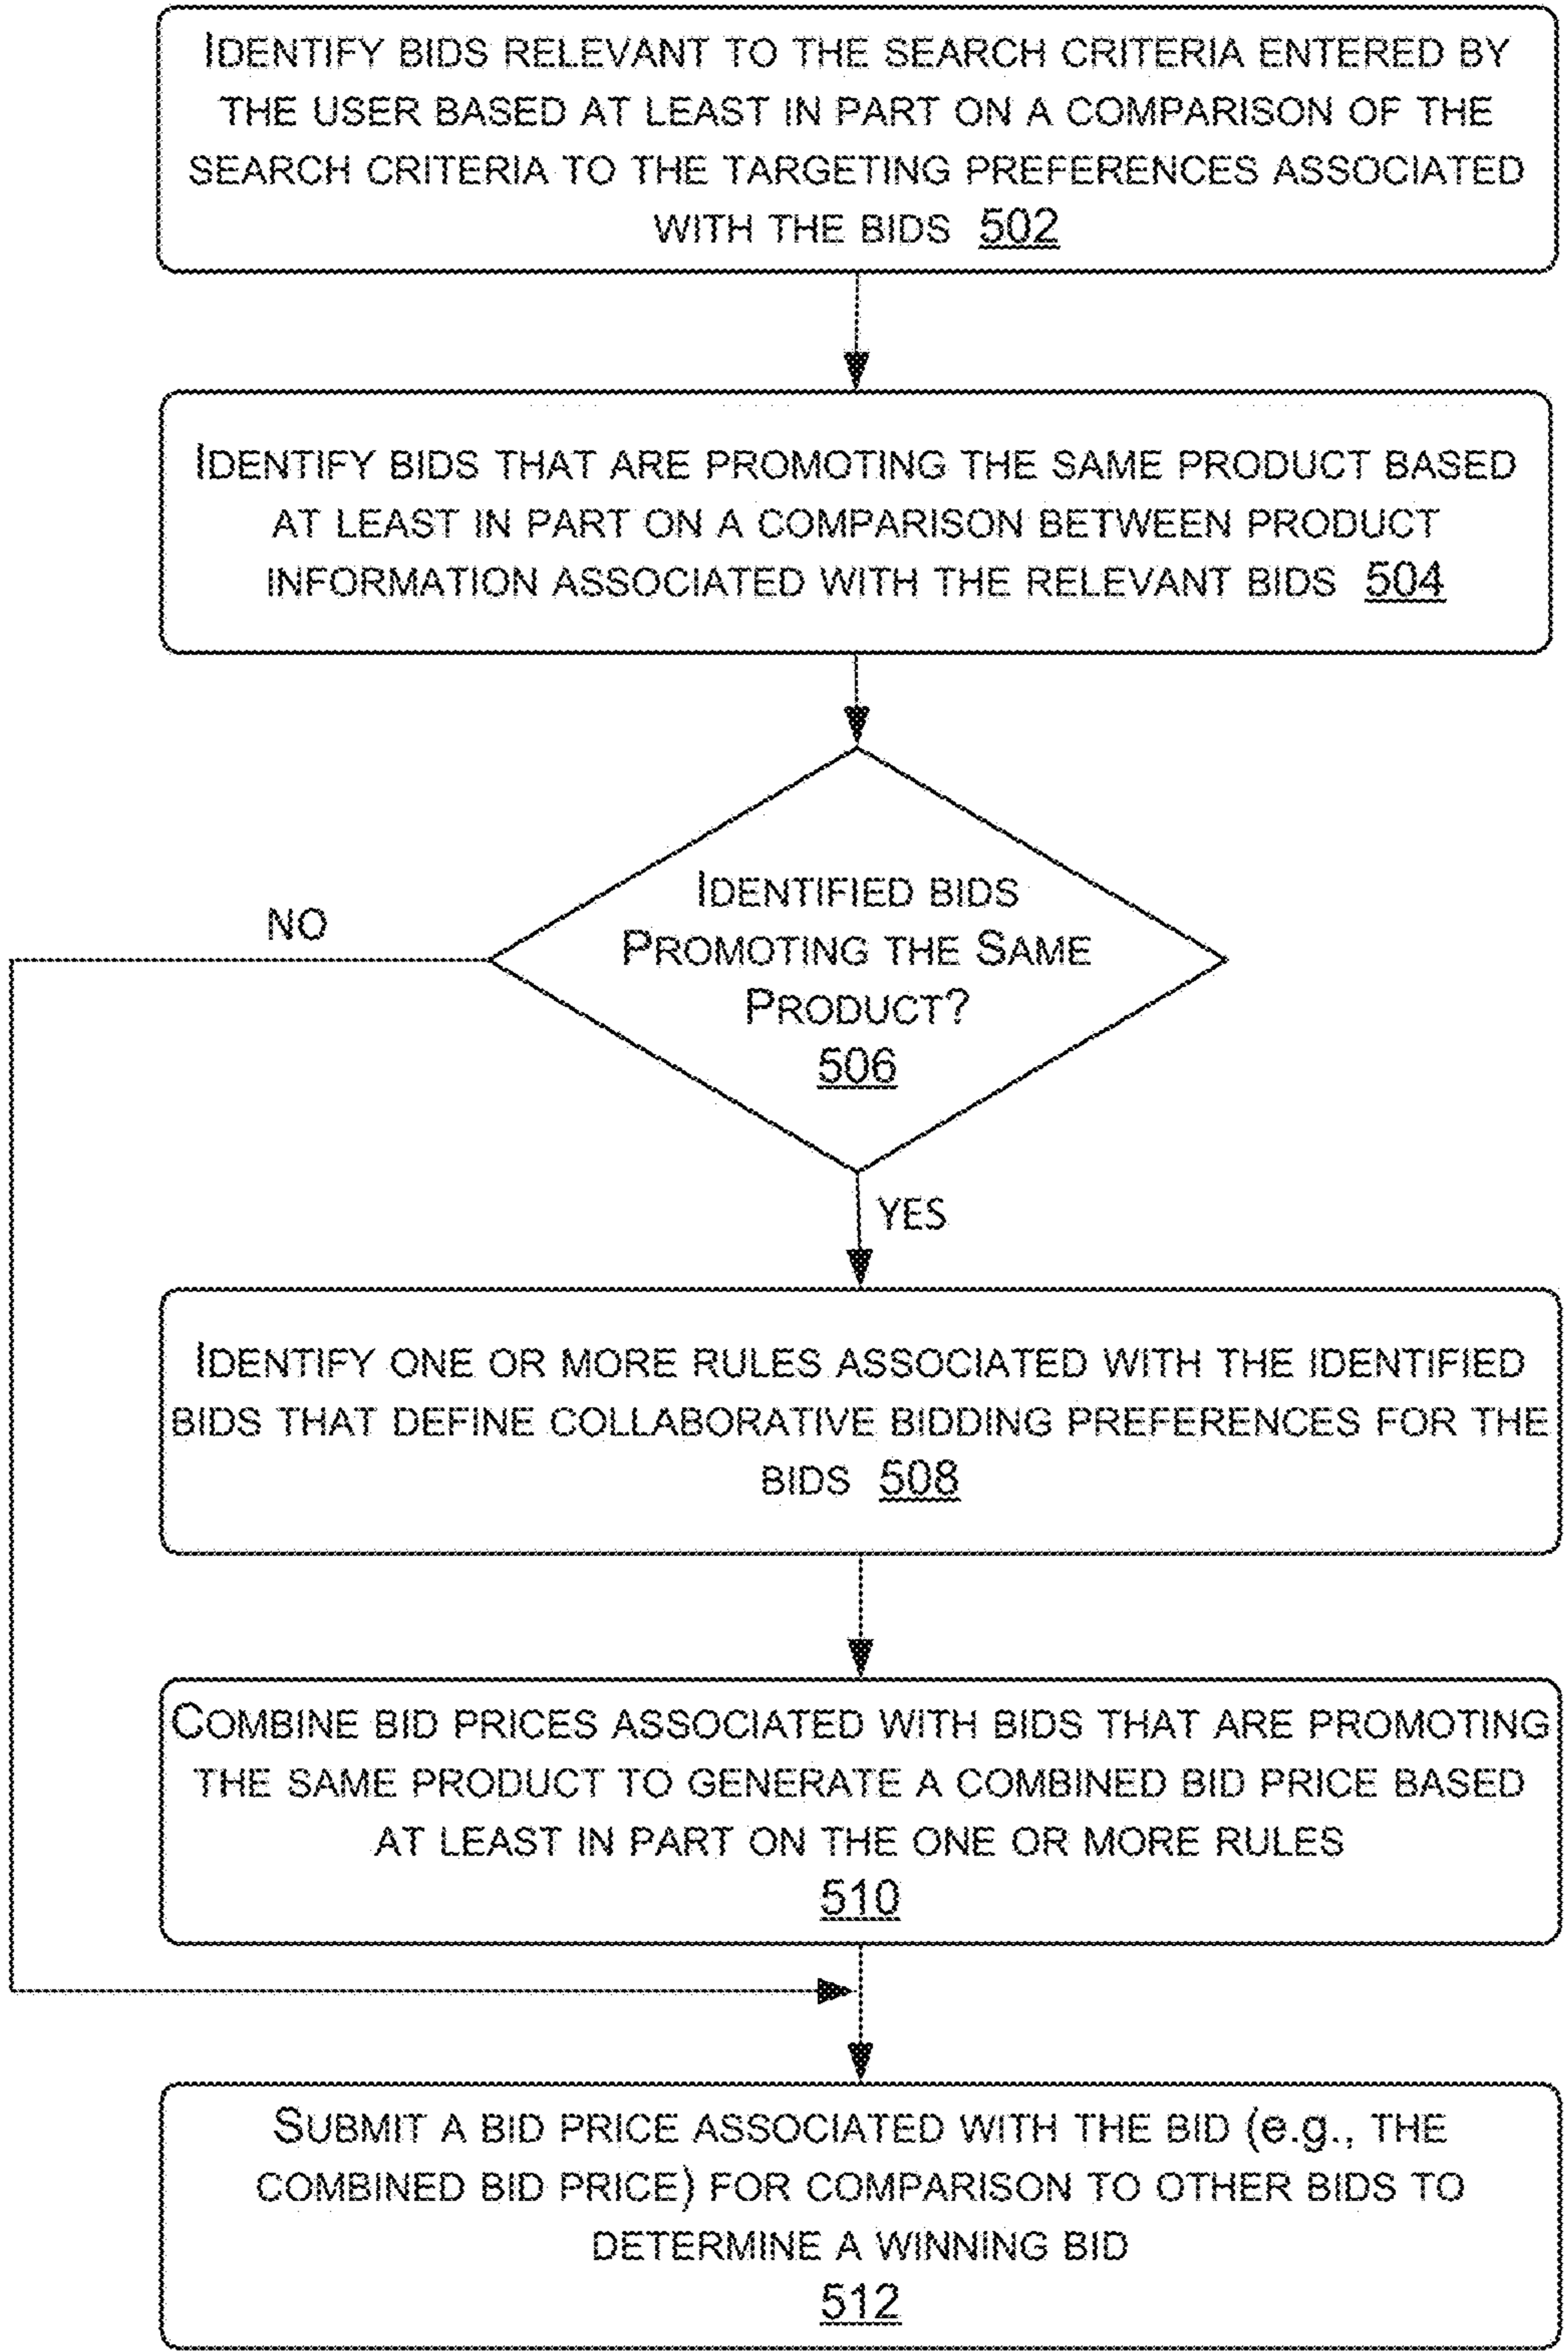 IDENTIFY BIDS RELEVANT TO THE SEARCH CRITERIA ENTERED BY
THE USER BASED AT LEAST IN PART ON A COMPARISON OF THE
SEARCH CRITERIA TO THE TARGETING PREFERENCES ASSOCIATED
WITH THE BIDS 502
IDENTIFY BIDS THAT ARE PROMOTING THE SAME PRODUCT BASED
AT LEAST IN PART ON A COMPARISON BETWEEN PRODUCT
INFORMATION ASSOCIATED WITH THE RELEVANT BIDS 504
IDENTIFIED BIDS
PROMOTING THE SAME
PRODUCT?
506
NO
YES
IDENTIFY ONE OR MORE RULES ASSOCIATED WITH THE IDENTIFIED
BIDS THAT DEFINE COLLABORATIVE BIDDING PREFERENCES FOR THE
BIDS 508
COMBINE BID PRICES ASSOCIATED WITH BIDS THAT ARE PROMOTING
THE SAME PRODUCT TO GENERATE A COMBINED BID PRICE BASED
AT LEAST IN PART ON THE ONE OR MORE RULES
510
SUBMIT A BID PRICE ASSOCIATED WITH THE BID (e.g., THE
COMBINED BID PRICE) FOR COMPARISON TO OTHER BIDS TO
DETERMINE A WINNING BID
512